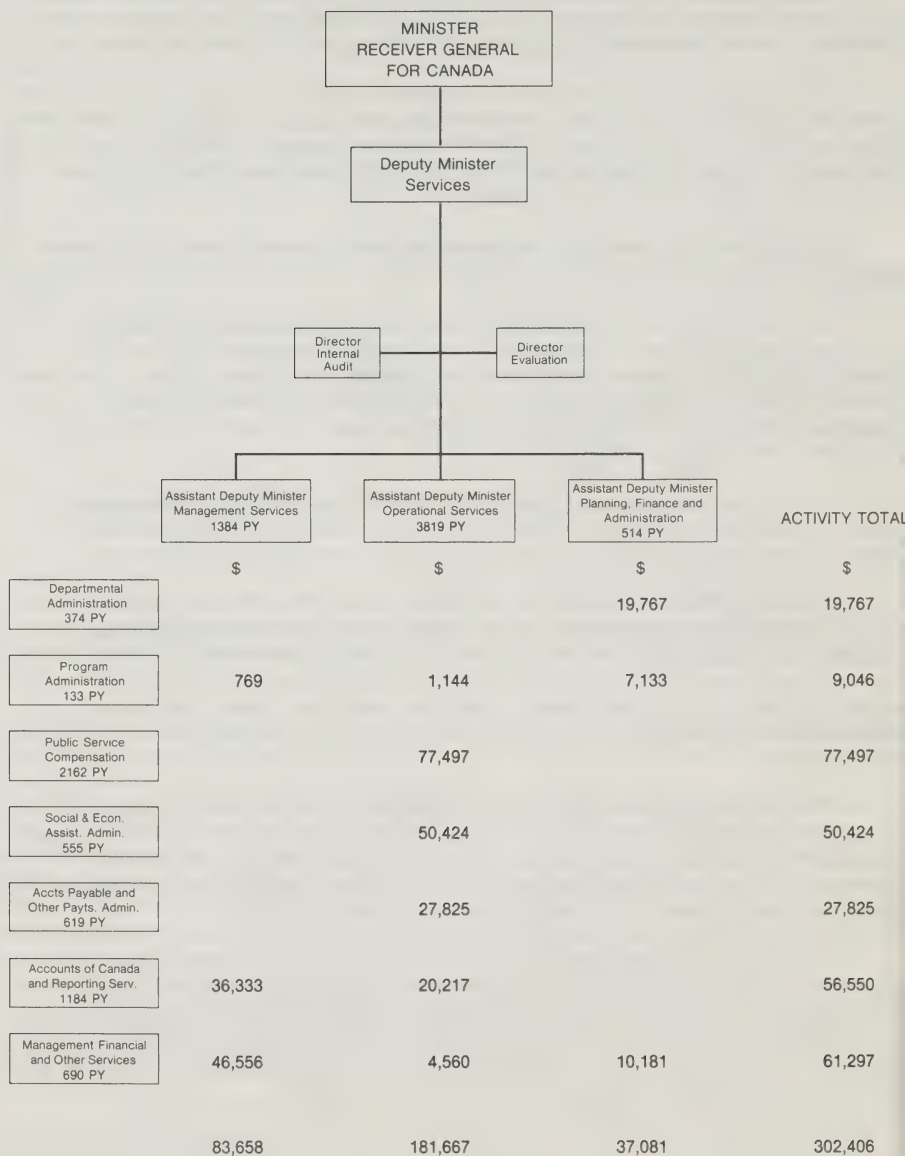 MINISTER
RECEIVER GENERAL
FOR CANADA
Deputy Minister
Services
Director
Internal
Audit
Director
Evaluation
Assistant Deputy Minister
Management Services
1384 PY
Assistant Deputy Minister
Operational Services
3819 PY
Assistant Deputy Minister
Planning, Finance and
Administration
514 PY
ACTIVITY TOTAL
$ $ $ $
Departmental
Administration
374 PY
19,767 19,767
Program
Administration
133 PY
769 1,144 7,133 9,046
Public Service
Compensation
2162 PY
77,497 77,497
Social & Econ.
Assist. Admin.
555 PY
50,424 50,424
Accts Payable and
Other Payts. Admin.
619 PY
27,825 27,825
Accounts of Canada
and Reporting Serv.
1184 PY
36,333 20,217 56,550
Management Financial
and Other Services
690 PY
46,556 4,560 10,181 61,297
83,658 181,667 37,081 302,406